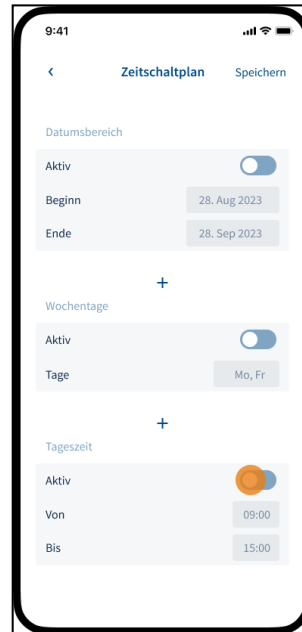 9:41
Zeitschaltplan Speichern
Datumsbereich
Aktiv
Beginn 28. Aug 2023
Ende 28. Sep 2023
+
Wochentage
Aktiv
Tage Mo, Fr
+
Tageszeit
Aktiv
Von 09:00
Bis 15:00